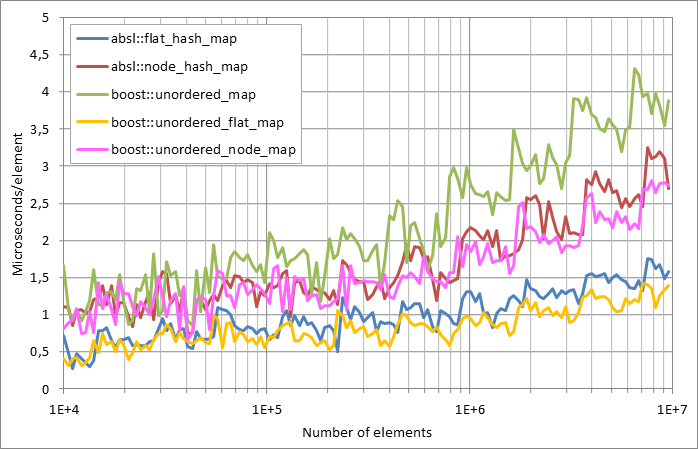 5
4,5
4
3,5
3
2,5
2
1,5
1
0,5
0
Microseconds/element
absl::flat_hash_map
absl::node_hash_map
boost::unordered_map
boost::unordered_flat_map
boost::unordered_node_map
1E+4 1E+5 1E+6 1E+7
Number of elements